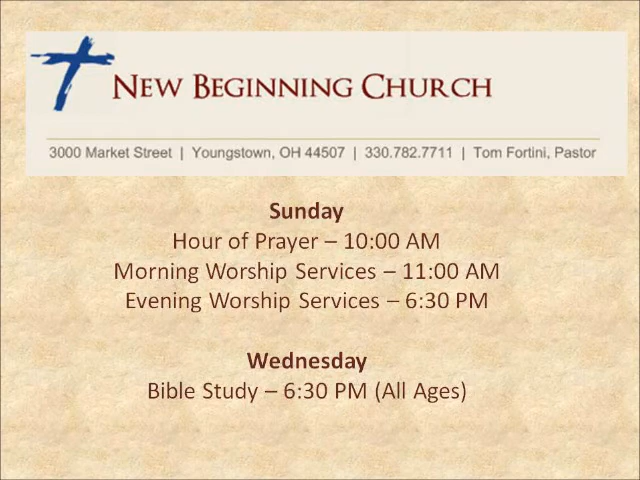 New Beginning Church
3000 Market Street | Youngstown, OH 44507 | 330.782.7711 | Tom Fortini, Pastor
Sunday
Hour of Prayer – 10:00 AM
Morning Worship Services – 11:00 AM
Evening Worship Services – 6:30 PM
Wednesday
Bible Study – 6:30 PM (All Ages)